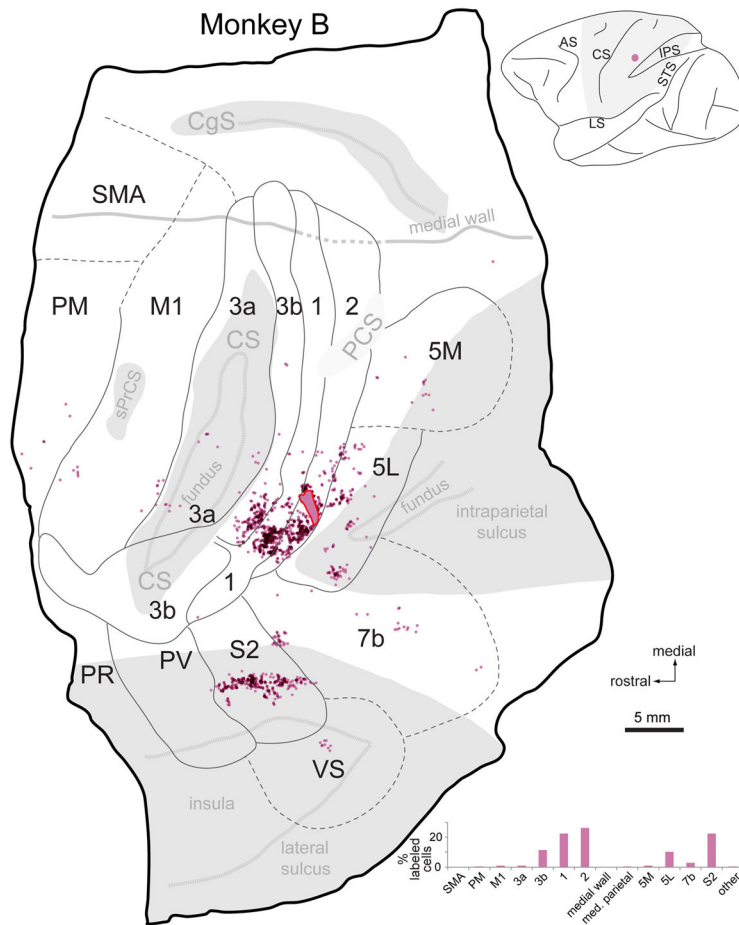 Monkey B
AS
CS
IPS
STS
LS
CgS
SMA
medial wall
PM
M1
3a
3b
1
2
CS
PCS
5M
sPrCS
5L
fundus
fundus
3a
intraparietal
sulcus
CS
1
3b
7b
S2
PV
PR
medial
rostral
5 mm
VS
insula
lateral
sulcus
% labeled
cells
20
0
SMA
PM
M1
3a
3b
1
2
medial wall
med. parietal
5M
5L
7b
S2
other